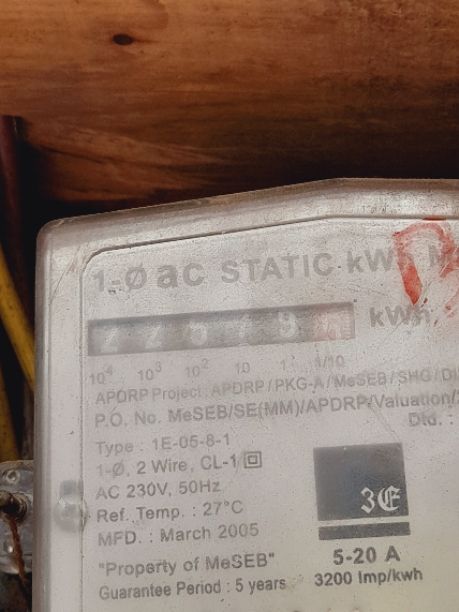 1-Ø ac STATIC kWh
22579 kWh
10⁴ 10³ 10² 10 1 1/10
APDRP Project : APDRP / PKG-A / MeSEB / SHG /
P.O. No. MeSEB/SE(MM)/APDRP/Valuation/
Dtd. :
Type : 1E-05-8-1
1-Ø, 2 Wire, CL-1
AC 230V, 50Hz
Ref. Temp. : 27°C
MFD. : March 2005
"Property of MeSEB"
Guarantee Period : 5 years
3E
5-20 A
3200 Imp/kwh